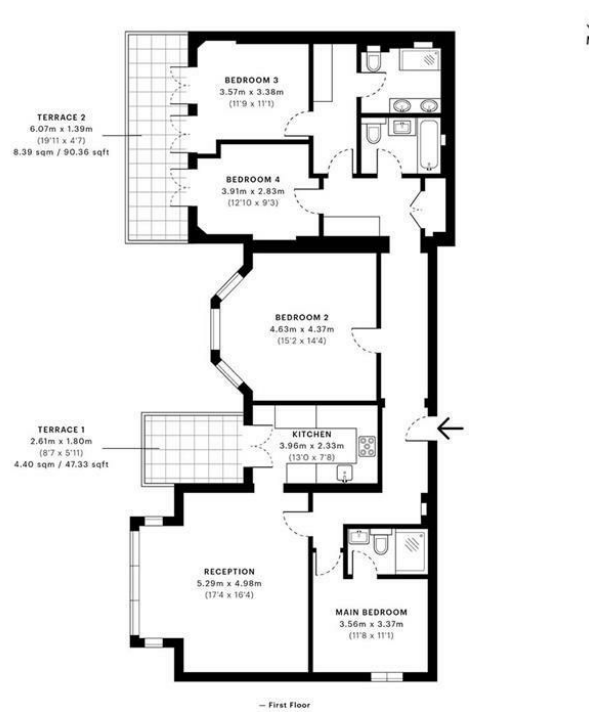 BEDROOM 3
3.57m x 3.38m
(11'9 x 11'1)
TERRACE 2
6.07m x 1.39m
(19'11 x 4'7)
8.39 sqm / 90.36 sqft
BEDROOM 4
3.91m x 2.83m
(12'10 x 9'3)
BEDROOM 2
4.63m x 4.37m
(15'2 x 14'4)
TERRACE 1
2.61m x 1.80m
(8'7 x 5'11)
4.40 sqm / 47.33 sqft
KITCHEN
3.96m x 2.33m
(13'0 x 7'8)
RECEPTION
5.29m x 4.98m
(17'4 x 16'4)
MAIN BEDROOM
3.56m x 3.37m
(11'8 x 11'1)
— First Floor